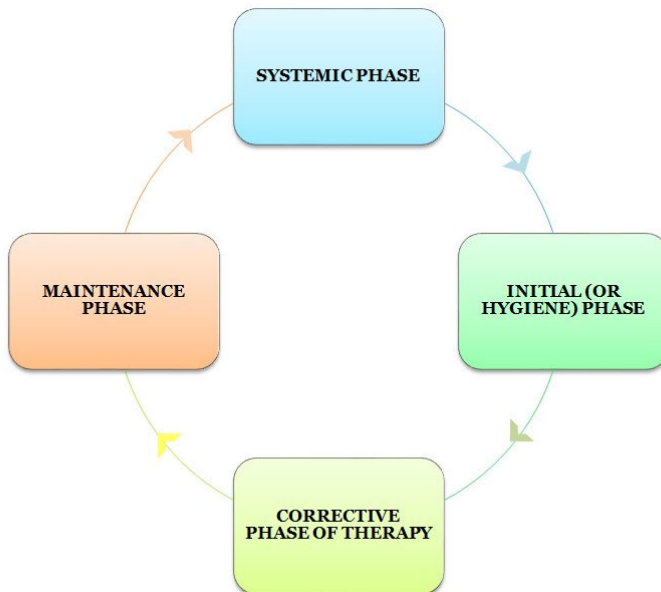 SYSTEMIC PHASE
INITIAL (OR
HYGIENE) PHASE
CORRECTIVE
PHASE OF THERAPY
MAINTENANCE
PHASE